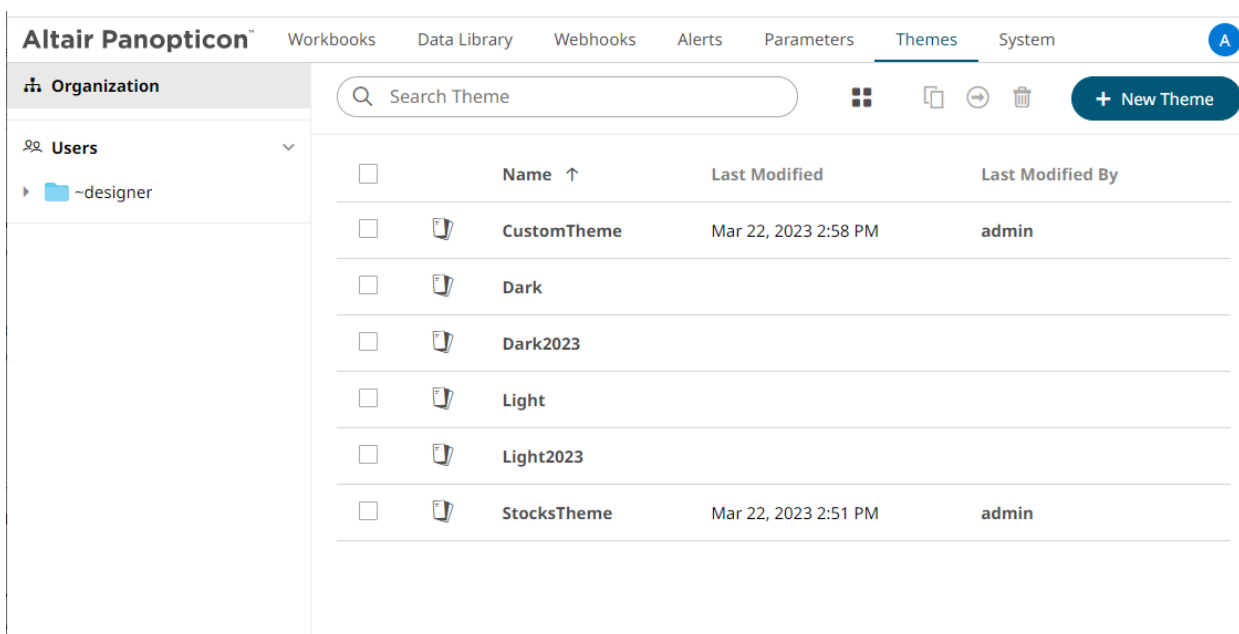 Altair Panopticon™ Workbooks Data Library Webhooks Alerts Parameters Themes System A
Organization
Search Theme + New Theme
Users
~designer
Name ↑ Last Modified Last Modified By
CustomTheme Mar 22, 2023 2:58 PM admin
Dark
Dark2023
Light
Light2023
StocksTheme Mar 22, 2023 2:51 PM admin